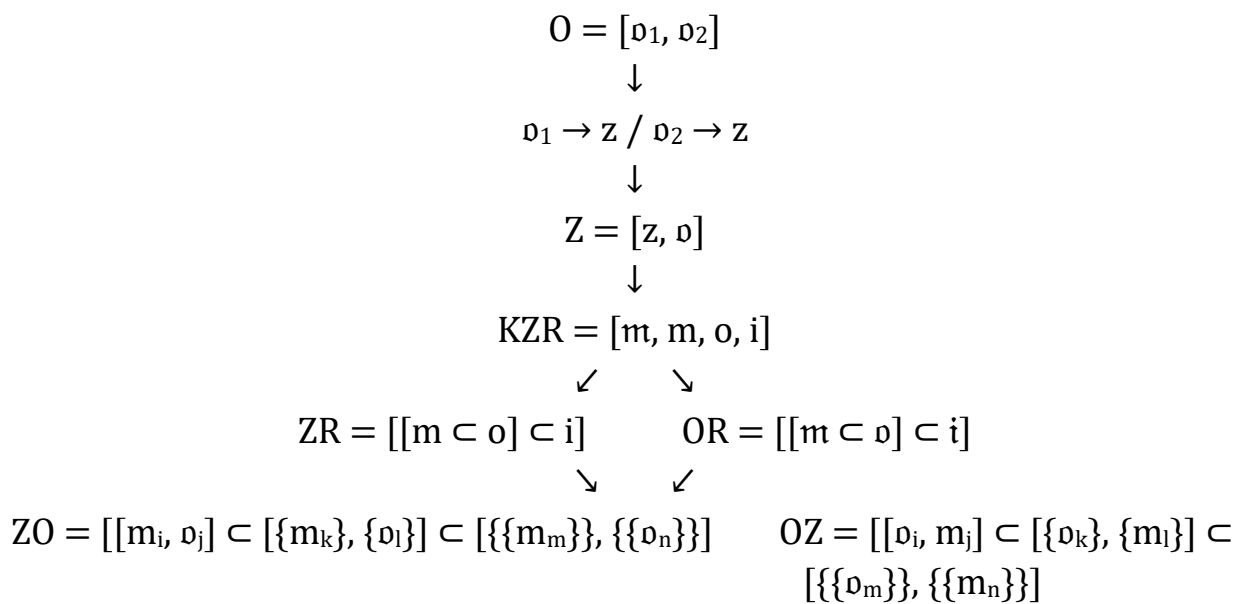 O = [𝔬₁, 𝔬₂]
↓
𝔬₁ → z / 𝔬₂ → z
↓
Z = [z, 𝔬]
↓
KZR = [𝔪, m, o, i]
↙ ↘
ZR = [[m ⊂ o] ⊂ i] OR = [[𝔪 ⊂ 𝔬] ⊂ 𝔦]
↘ ↙
ZO = [[mᵢ, 𝔬ⱼ] ⊂ [{mₖ}, {𝔬ₗ}] ⊂ [{{mₘ}}, {{𝔬ₙ}}] OZ = [[𝔬ᵢ, mⱼ] ⊂ [{𝔬ₖ}, {mₗ}] ⊂
[{{𝔬ₘ}}, {{mₙ}}]